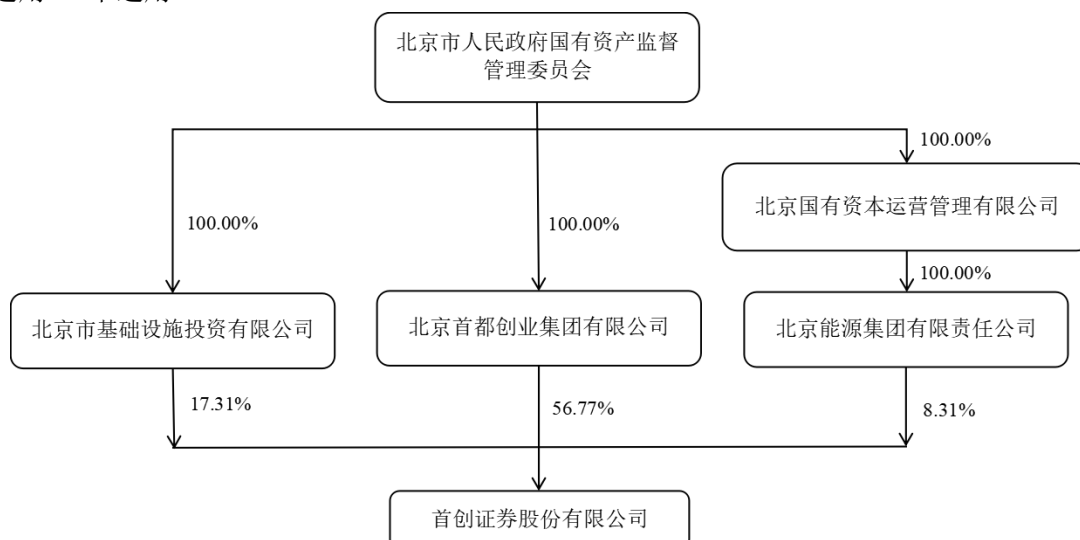 北京市人民政府国有资产监督
管理委员会
100.00%
北京国有资本运营管理有限公司
100.00%
100.00%
100.00%
北京市基础设施投资有限公司
北京首都创业集团有限公司
北京能源集团有限责任公司
17.31%
56.77%
8.31%
首创证券股份有限公司